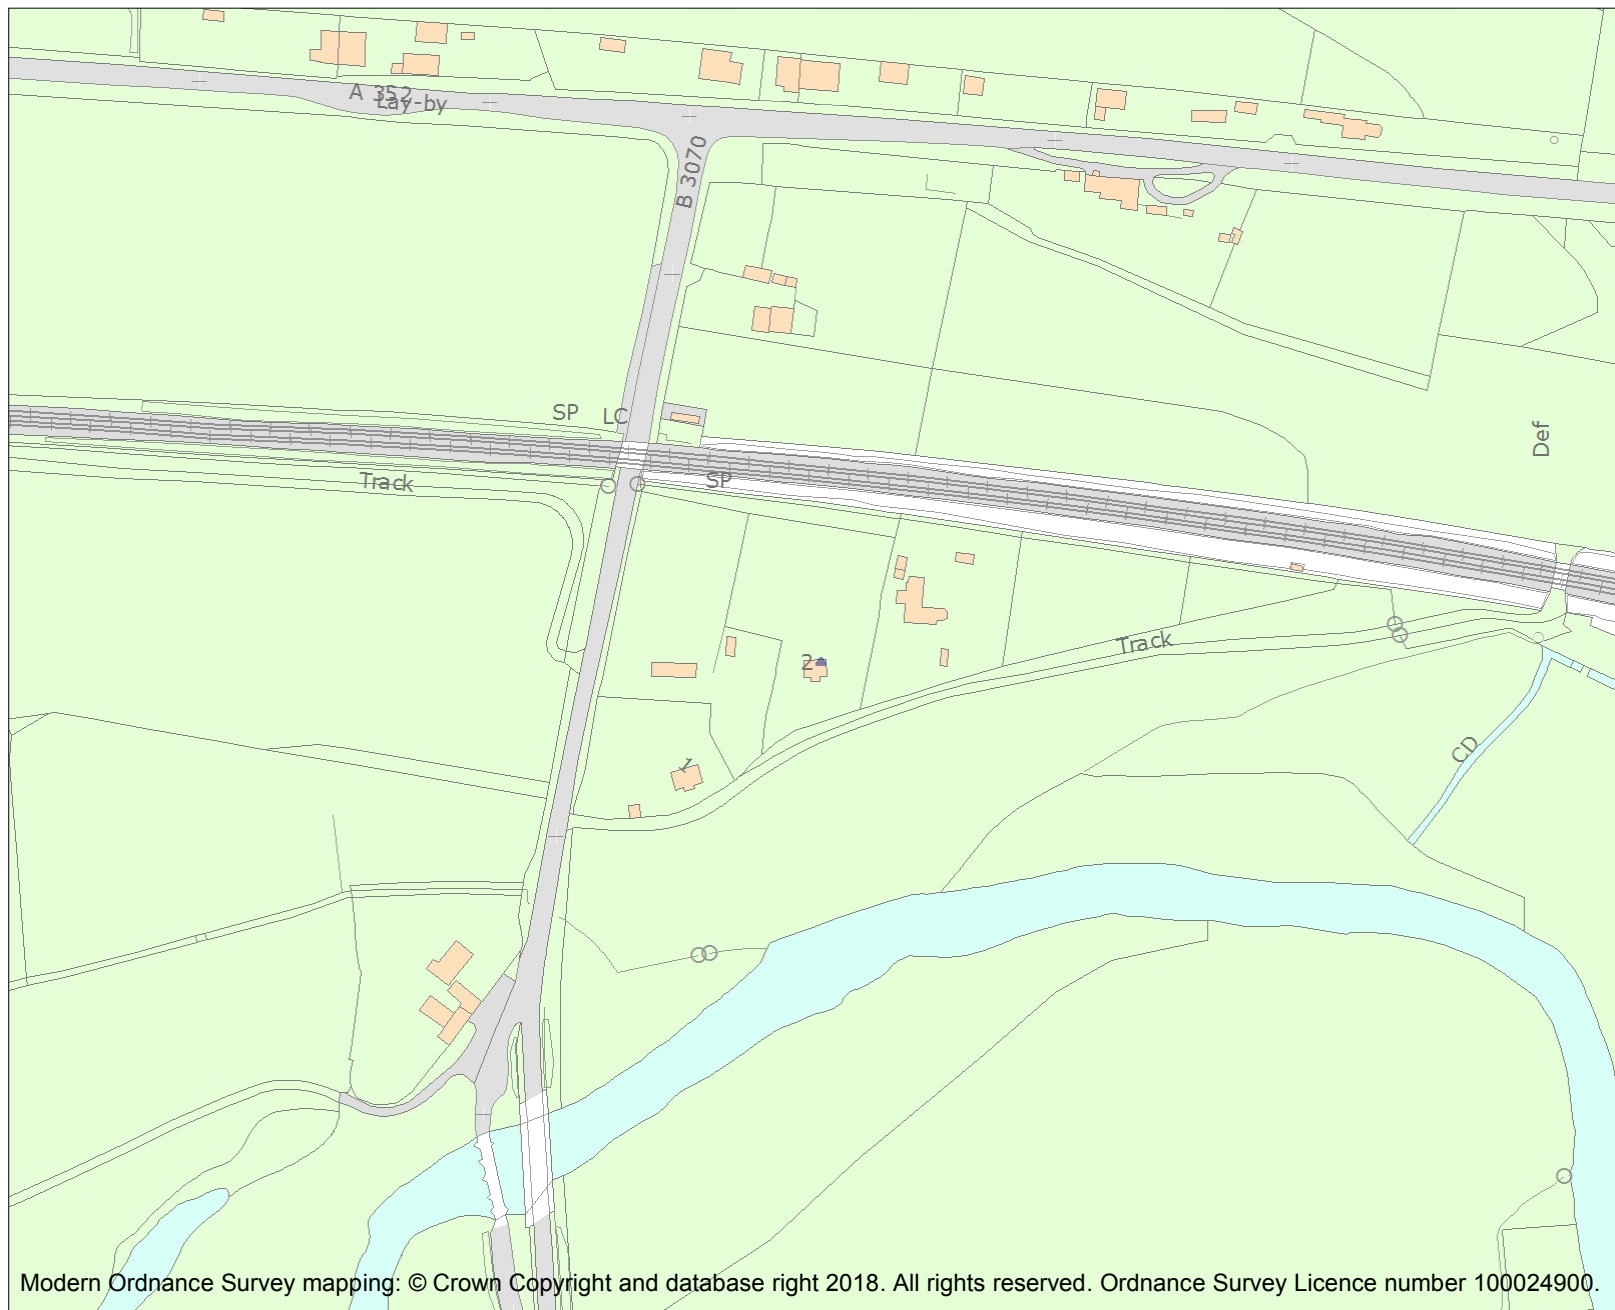 A 352
Lay-by
B 3070
SP
LC
Def
Track
SP
2
Track
1
CD
Modern Ordnance Survey mapping: © Crown Copyright and database right 2018. All rights reserved. Ordnance Survey Licence number 100024900.